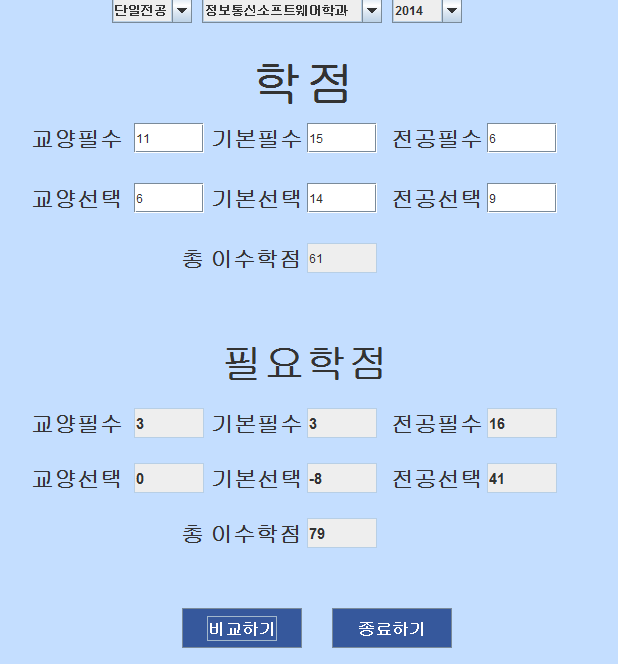 단일전공 정보통신소프트웨어학과 2014
학점
교양필수 11 기본필수 15 전공필수 6
교양선택 6 기본선택 14 전공선택 9
총 이수학점 61
필요학점
교양필수 3 기본필수 3 전공필수 16
교양선택 0 기본선택 -8 전공선택 41
총 이수학점 79
비교하기 종료하기